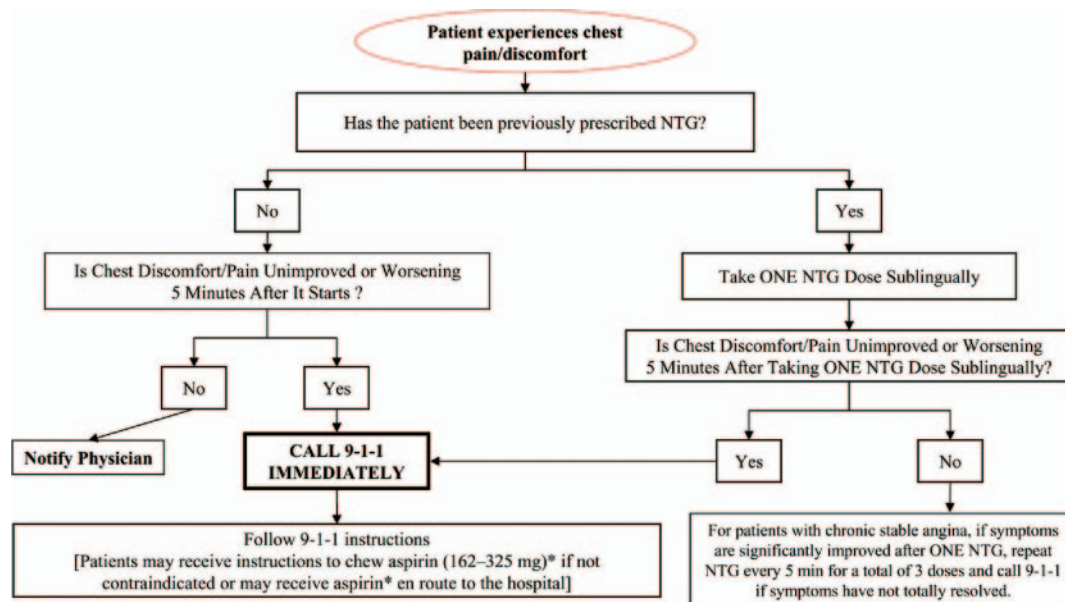 Patient experiences chest
pain/discomfort
Has the patient been previously prescribed NTG?
No
Yes
Is Chest Discomfort/Pain Unimproved or Worsening
5 Minutes After It Starts ?
Take ONE NTG Dose Sublingually
Is Chest Discomfort/Pain Unimproved or Worsening
5 Minutes After Taking ONE NTG Dose Sublingually?
No
Yes
Notify Physician
CALL 9-1-1
IMMEDIATELY
Yes
No
Follow 9-1-1 instructions
[Patients may receive instructions to chew aspirin (162–325 mg)* if not
contraindicated or may receive aspirin* en route to the hospital]
For patients with chronic stable angina, if symptoms
are significantly improved after ONE NTG, repeat
NTG every 5 min for a total of 3 doses and call 9-1-1
if symptoms have not totally resolved.